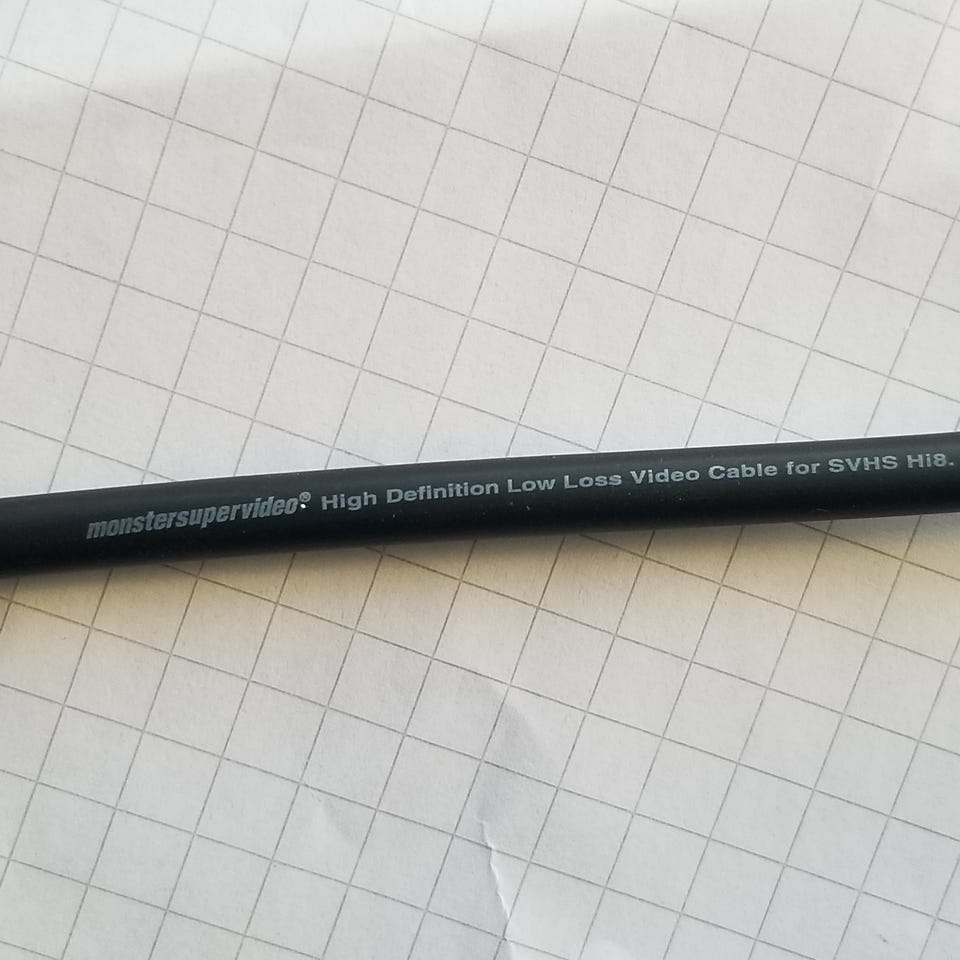 monstersupervideo® High Definition Low Loss Video Cable for SVHS Hi8.